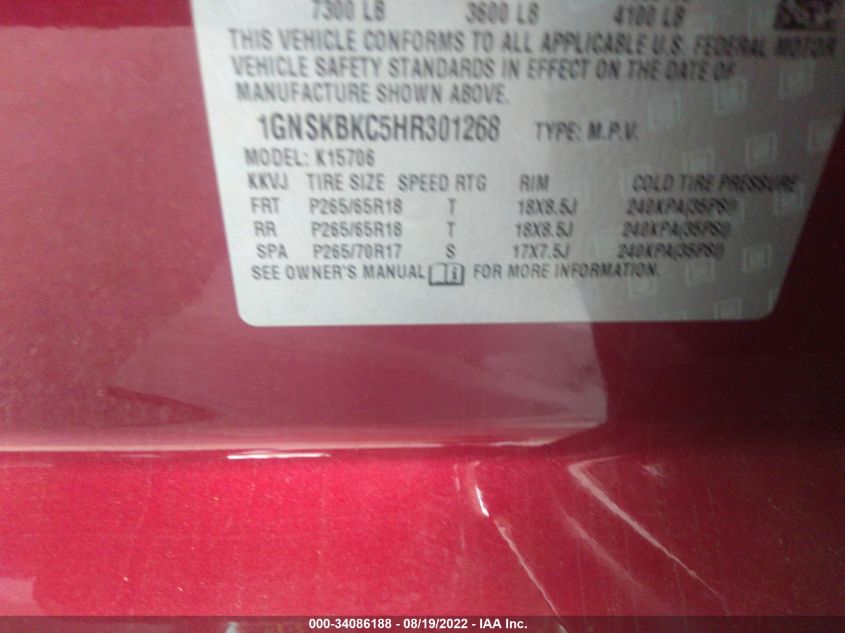 7300 LB 3600 LB 4100 LB
THIS VEHICLE CONFORMS TO ALL APPLICABLE U.S. FEDERAL MOTOR
VEHICLE SAFETY STANDARDS IN EFFECT ON THE DATE OF
MANUFACTURE SHOWN ABOVE.
1GNSKBKC5HR301268 TYPE: M.P.V.
MODEL: K15706
KKVJ TIRE SIZE SPEED RTG RIM COLD TIRE PRESSURE
FRT P265/65R18 T 18X8.5J 240KPA(35PSI)
RR P265/65R18 T 18X8.5J 240KPA(35PSI)
SPA P265/70R17 S 17X7.5J 240KPA(35PSI)
SEE OWNER'S MANUAL FOR MORE INFORMATION.
000-34086188 - 08/19/2022 - IAA Inc.